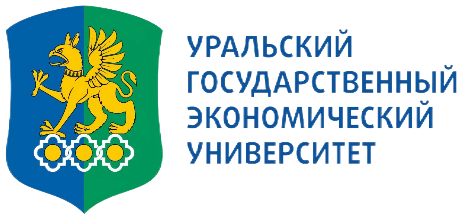 УРАЛЬСКИЙ
ГОСУДАРСТВЕННЫЙ
ЭКОНОМИЧЕСКИЙ
УНИВЕРСИТЕТ